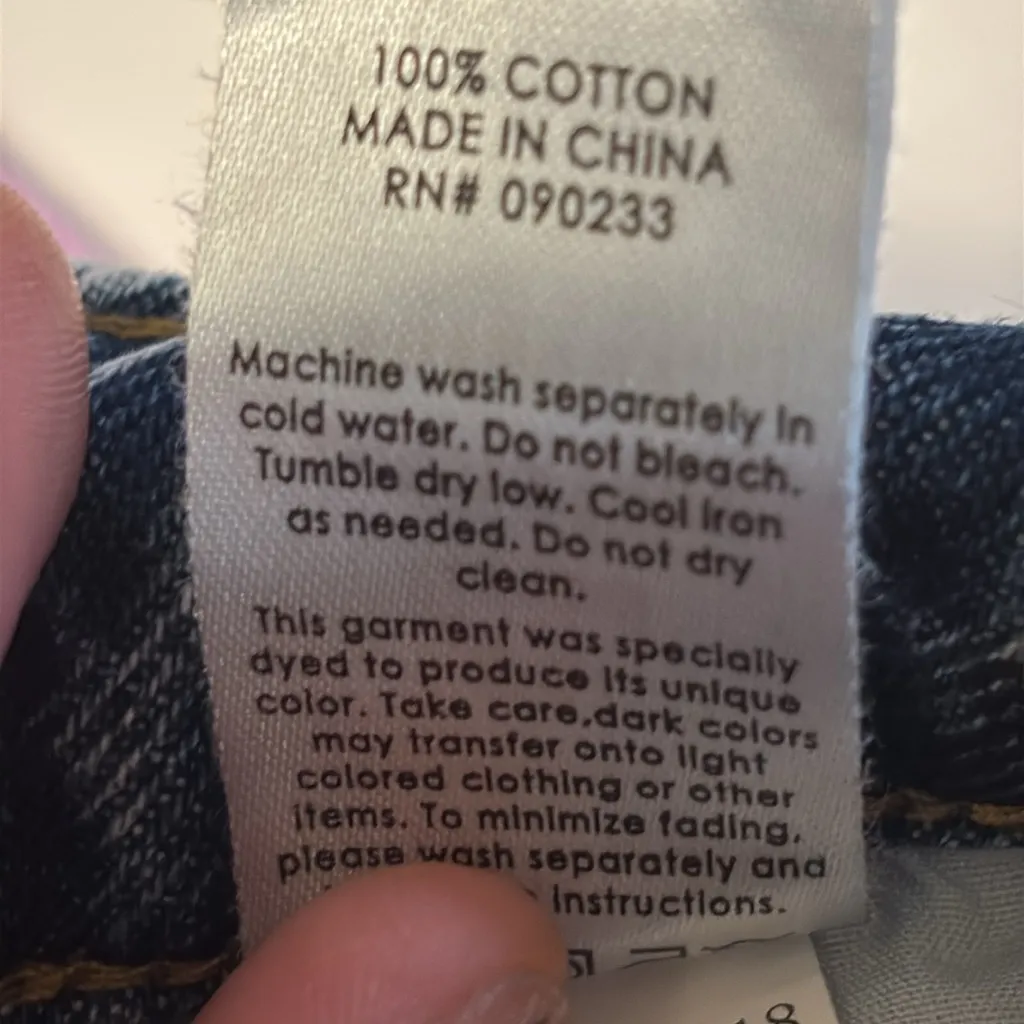 100% COTTON
MADE IN CHINA
RN# 090233
Machine wash separately in
cold water. Do not bleach.
Tumble dry low. Cool iron
as needed. Do not dry
clean.
This garment was specially
dyed to produce its unique
color. Take care,dark colors
may transfer onto light
colored clothing or other
items. To minimize fading,
please wash separately and
instructions.
8